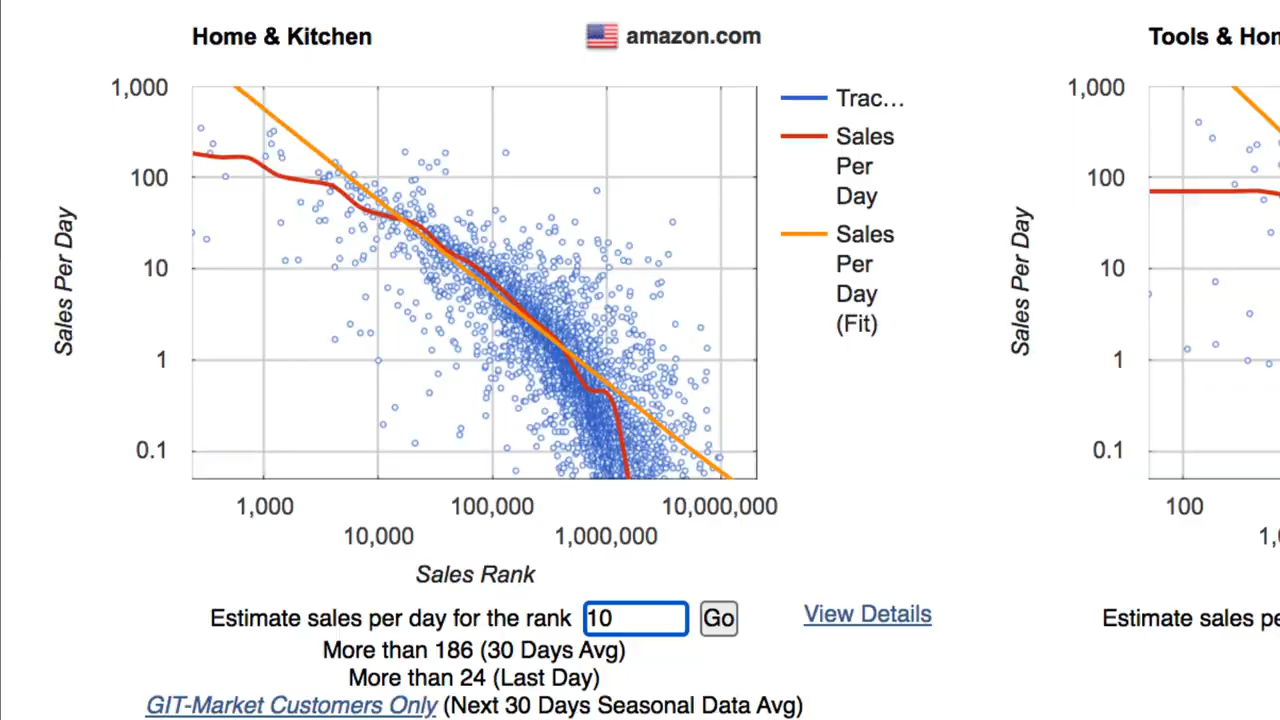 Home & Kitchen
amazon.com
1,000
100
10
1
0.1
Sales Per Day
1,000
10,000
100,000
1,000,000
10,000,000
Sales Rank
Trac…
Sales
Per
Day
Sales
Per
Day
(Fit)
Estimate sales per day for the rank 10 Go
View Details
More than 186 (30 Days Avg)
More than 24 (Last Day)
GIT-Market Customers Only (Next 30 Days Seasonal Data Avg)
Tools & Hon
1,000
100
10
1
0.1
Sales Per Day
100
1,0
Estimate sales pe